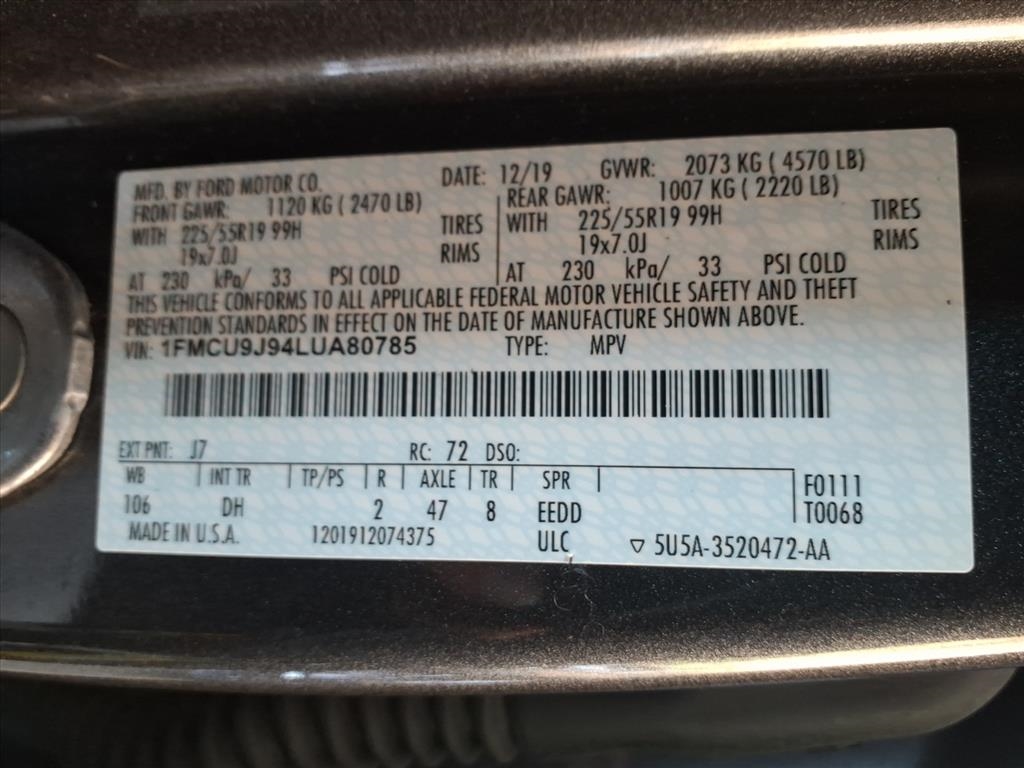 MFD. BY FORD MOTOR CO. DATE: 12/19 GVWR: 2073 KG ( 4570 LB)
FRONT GAWR: 1120 KG ( 2470 LB) REAR GAWR: 1007 KG ( 2220 LB)
WITH 225/55R19 99H TIRES WITH 225/55R19 99H TIRES
19x7.0J RIMS 19x7.0J RIMS
AT 230 kPa/ 33 PSI COLD AT 230 kPa/ 33 PSI COLD
THIS VEHICLE CONFORMS TO ALL APPLICABLE FEDERAL MOTOR VEHICLE SAFETY AND THEFT
PREVENTION STANDARDS IN EFFECT ON THE DATE OF MANUFACTURE SHOWN ABOVE.
VIN: 1FMCU9J94LUA80785 TYPE: MPV
EXT PNT: J7 RC: 72 DSO:
WB INT TR TP/PS R AXLE TR SPR F0111
106 DH 2 47 8 EEDD T0068
MADE IN U.S.A. 1201912074375 ULC ▽ 5U5A-3520472-AA